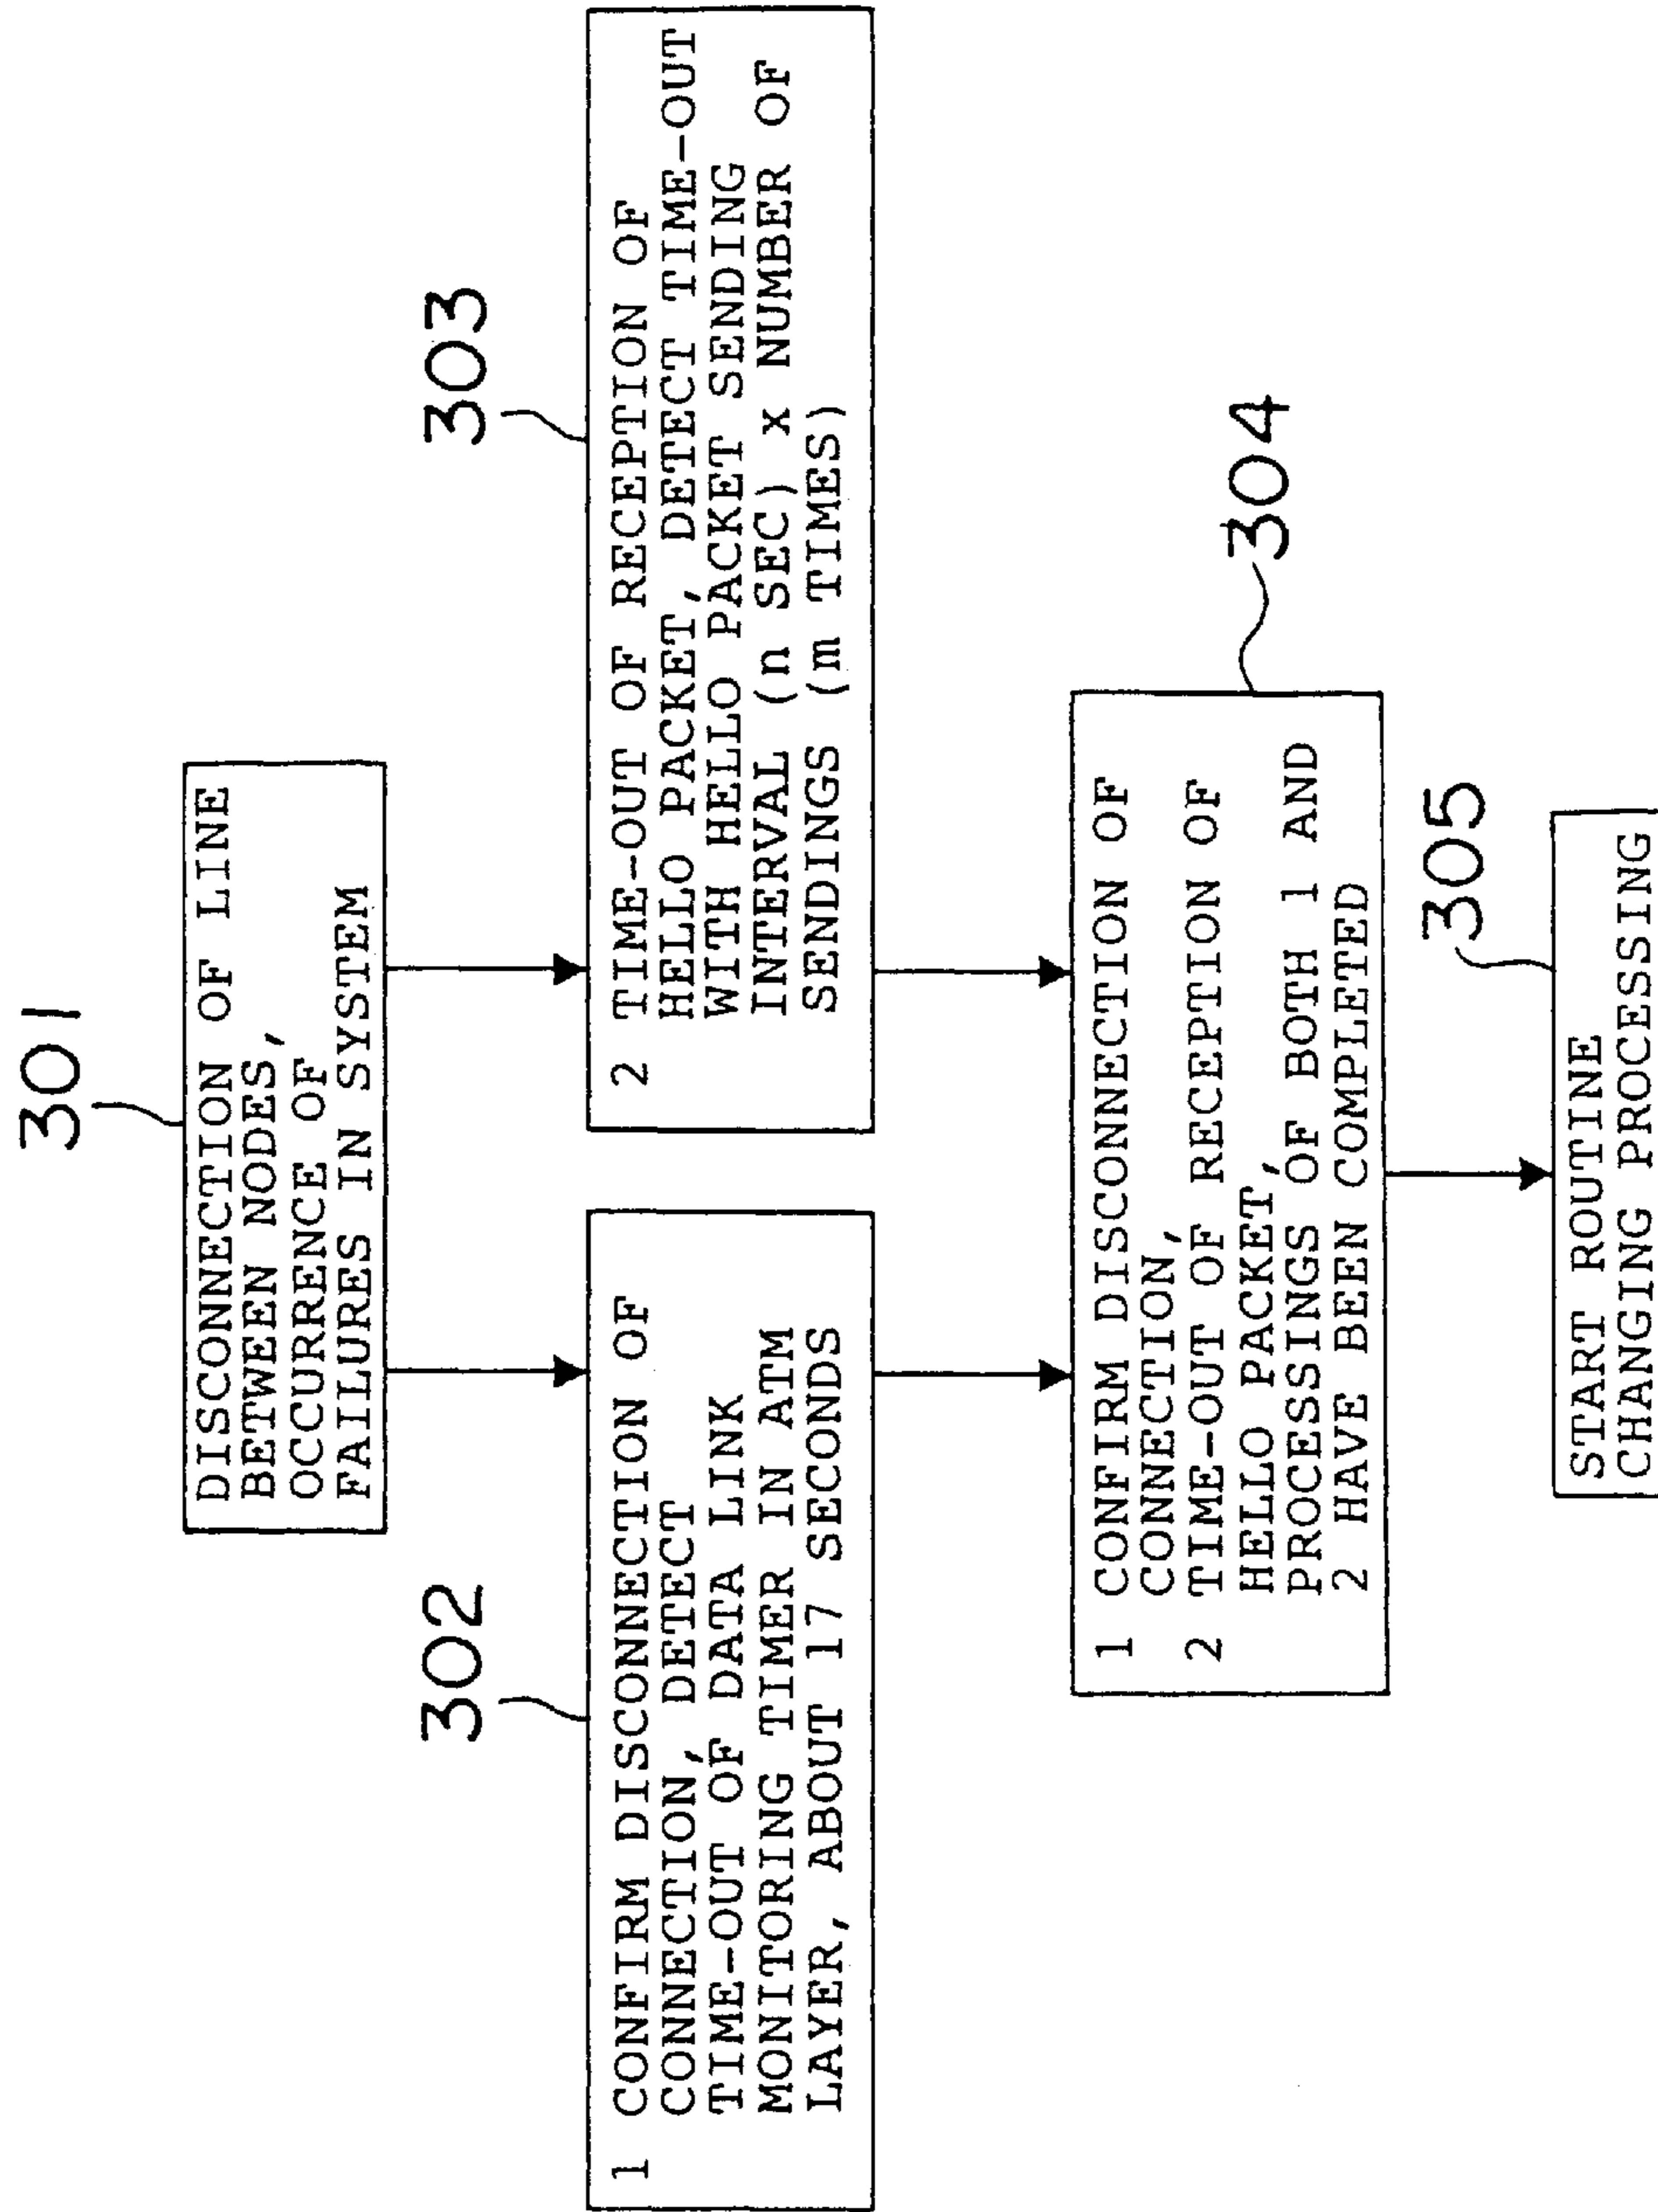 301
DISCONNECTION OF LINE
BETWEEN NODES,
OCCURRENCE OF
FAILURES IN SYSTEM
302
1 CONFIRM DISCONNECTION OF
CONNECTION, DETECT
TIME-OUT OF DATA LINK
MONITORING TIMER IN ATM
LAYER, ABOUT 17 SECONDS
303
2 TIME-OUT OF RECEPTION OF
HELLO PACKET, DETECT TIME-OUT
WITH HELLO PACKET SENDING
INTERVAL (n SEC) x NUMBER OF
SENDINGS (m TIMES)
304
1 CONFIRM DISCONNECTION OF
CONNECTION,
2 TIME-OUT OF RECEPTION OF
HELLO PACKET,
PROCESSINGS OF BOTH 1 AND
2 HAVE BEEN COMPLETED
305
START ROUTINE
CHANGING PROCESSING